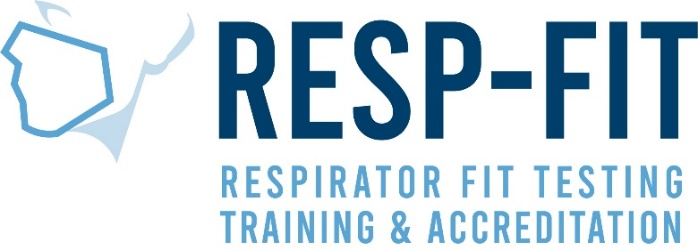 RESP-FIT
RESPIRATOR FIT TESTING
TRAINING & ACCREDITATION